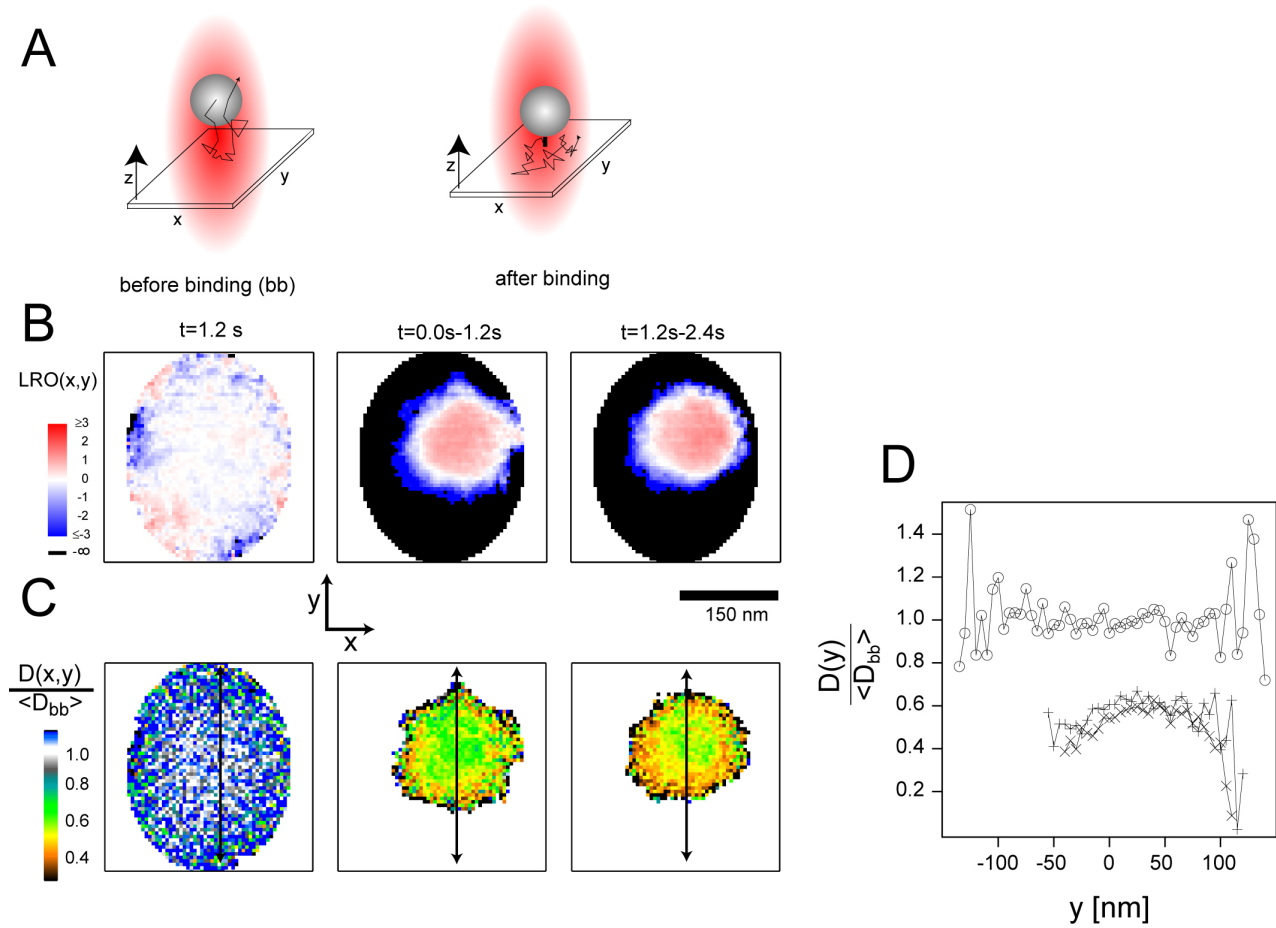 A
z
x
y
z
x
y
before binding (bb)
after binding
B
t=1.2 s
t=0.0s-1.2s
t=1.2s-2.4s
LRO(x,y)
≥3
2
1
0
-1
-2
≤-3
-∞
C
y
x
150 nm
D(x,y)
<Dbb>
1.0
0.8
0.6
0.4
D
1.4
1.2
1.0
0.8
0.6
0.4
0.2
D(y)
<Dbb>
-100
-50
0
50
100
y [nm]